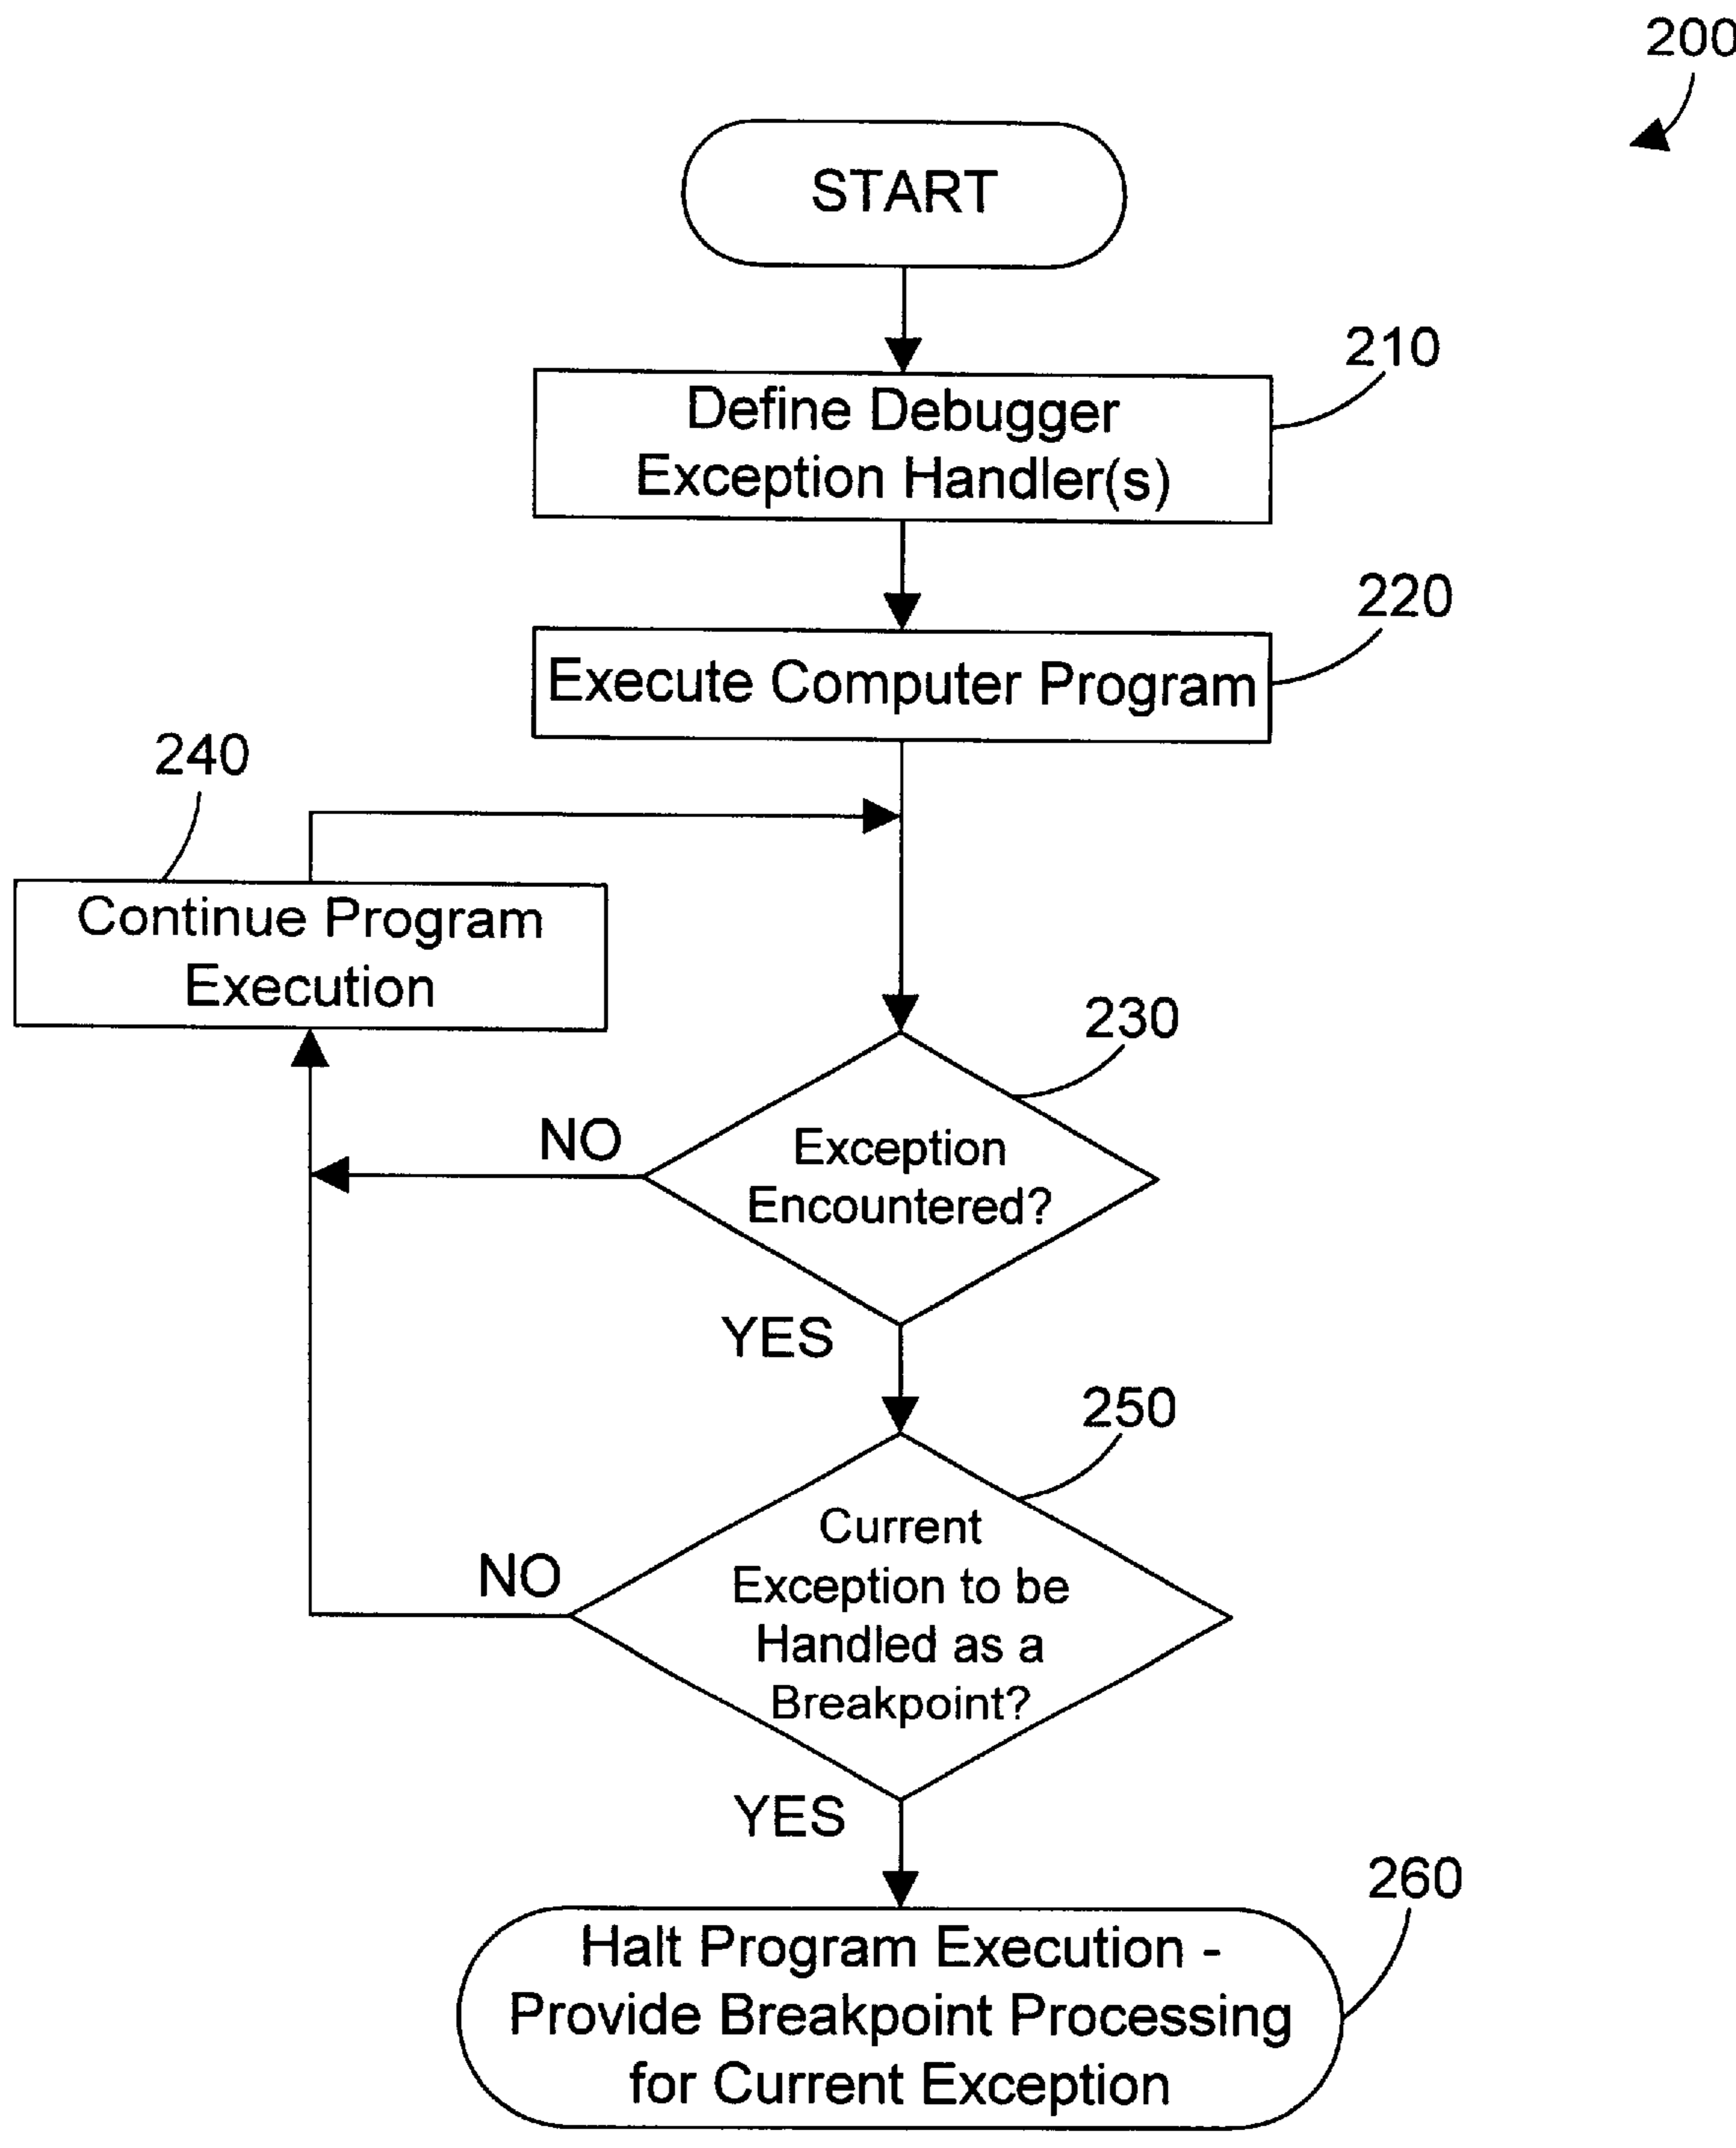 200
START
210
Define Debugger
Exception Handler(s)
220
Execute Computer Program
240
Continue Program
Execution
230
Exception
Encountered?
NO
YES
250
Current
Exception to be
Handled as a
Breakpoint?
NO
YES
260
Halt Program Execution -
Provide Breakpoint Processing
for Current Exception